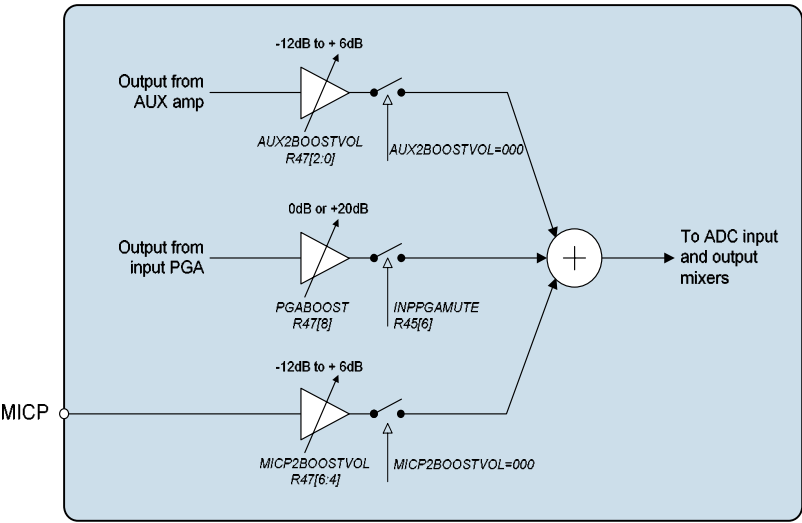 -12dB to + 6dB
Output from
AUX amp
AUX2BOOSTVOL
R47[2:0]
AUX2BOOSTVOL=000
0dB or +20dB
Output from
input PGA
To ADC input
and output
mixers
PGABOOST
R47[8]
INPPGAMUTE
R45[6]
-12dB to + 6dB
MICP
MICP2BOOSTVOL
R47[6:4]
MICP2BOOSTVOL=000